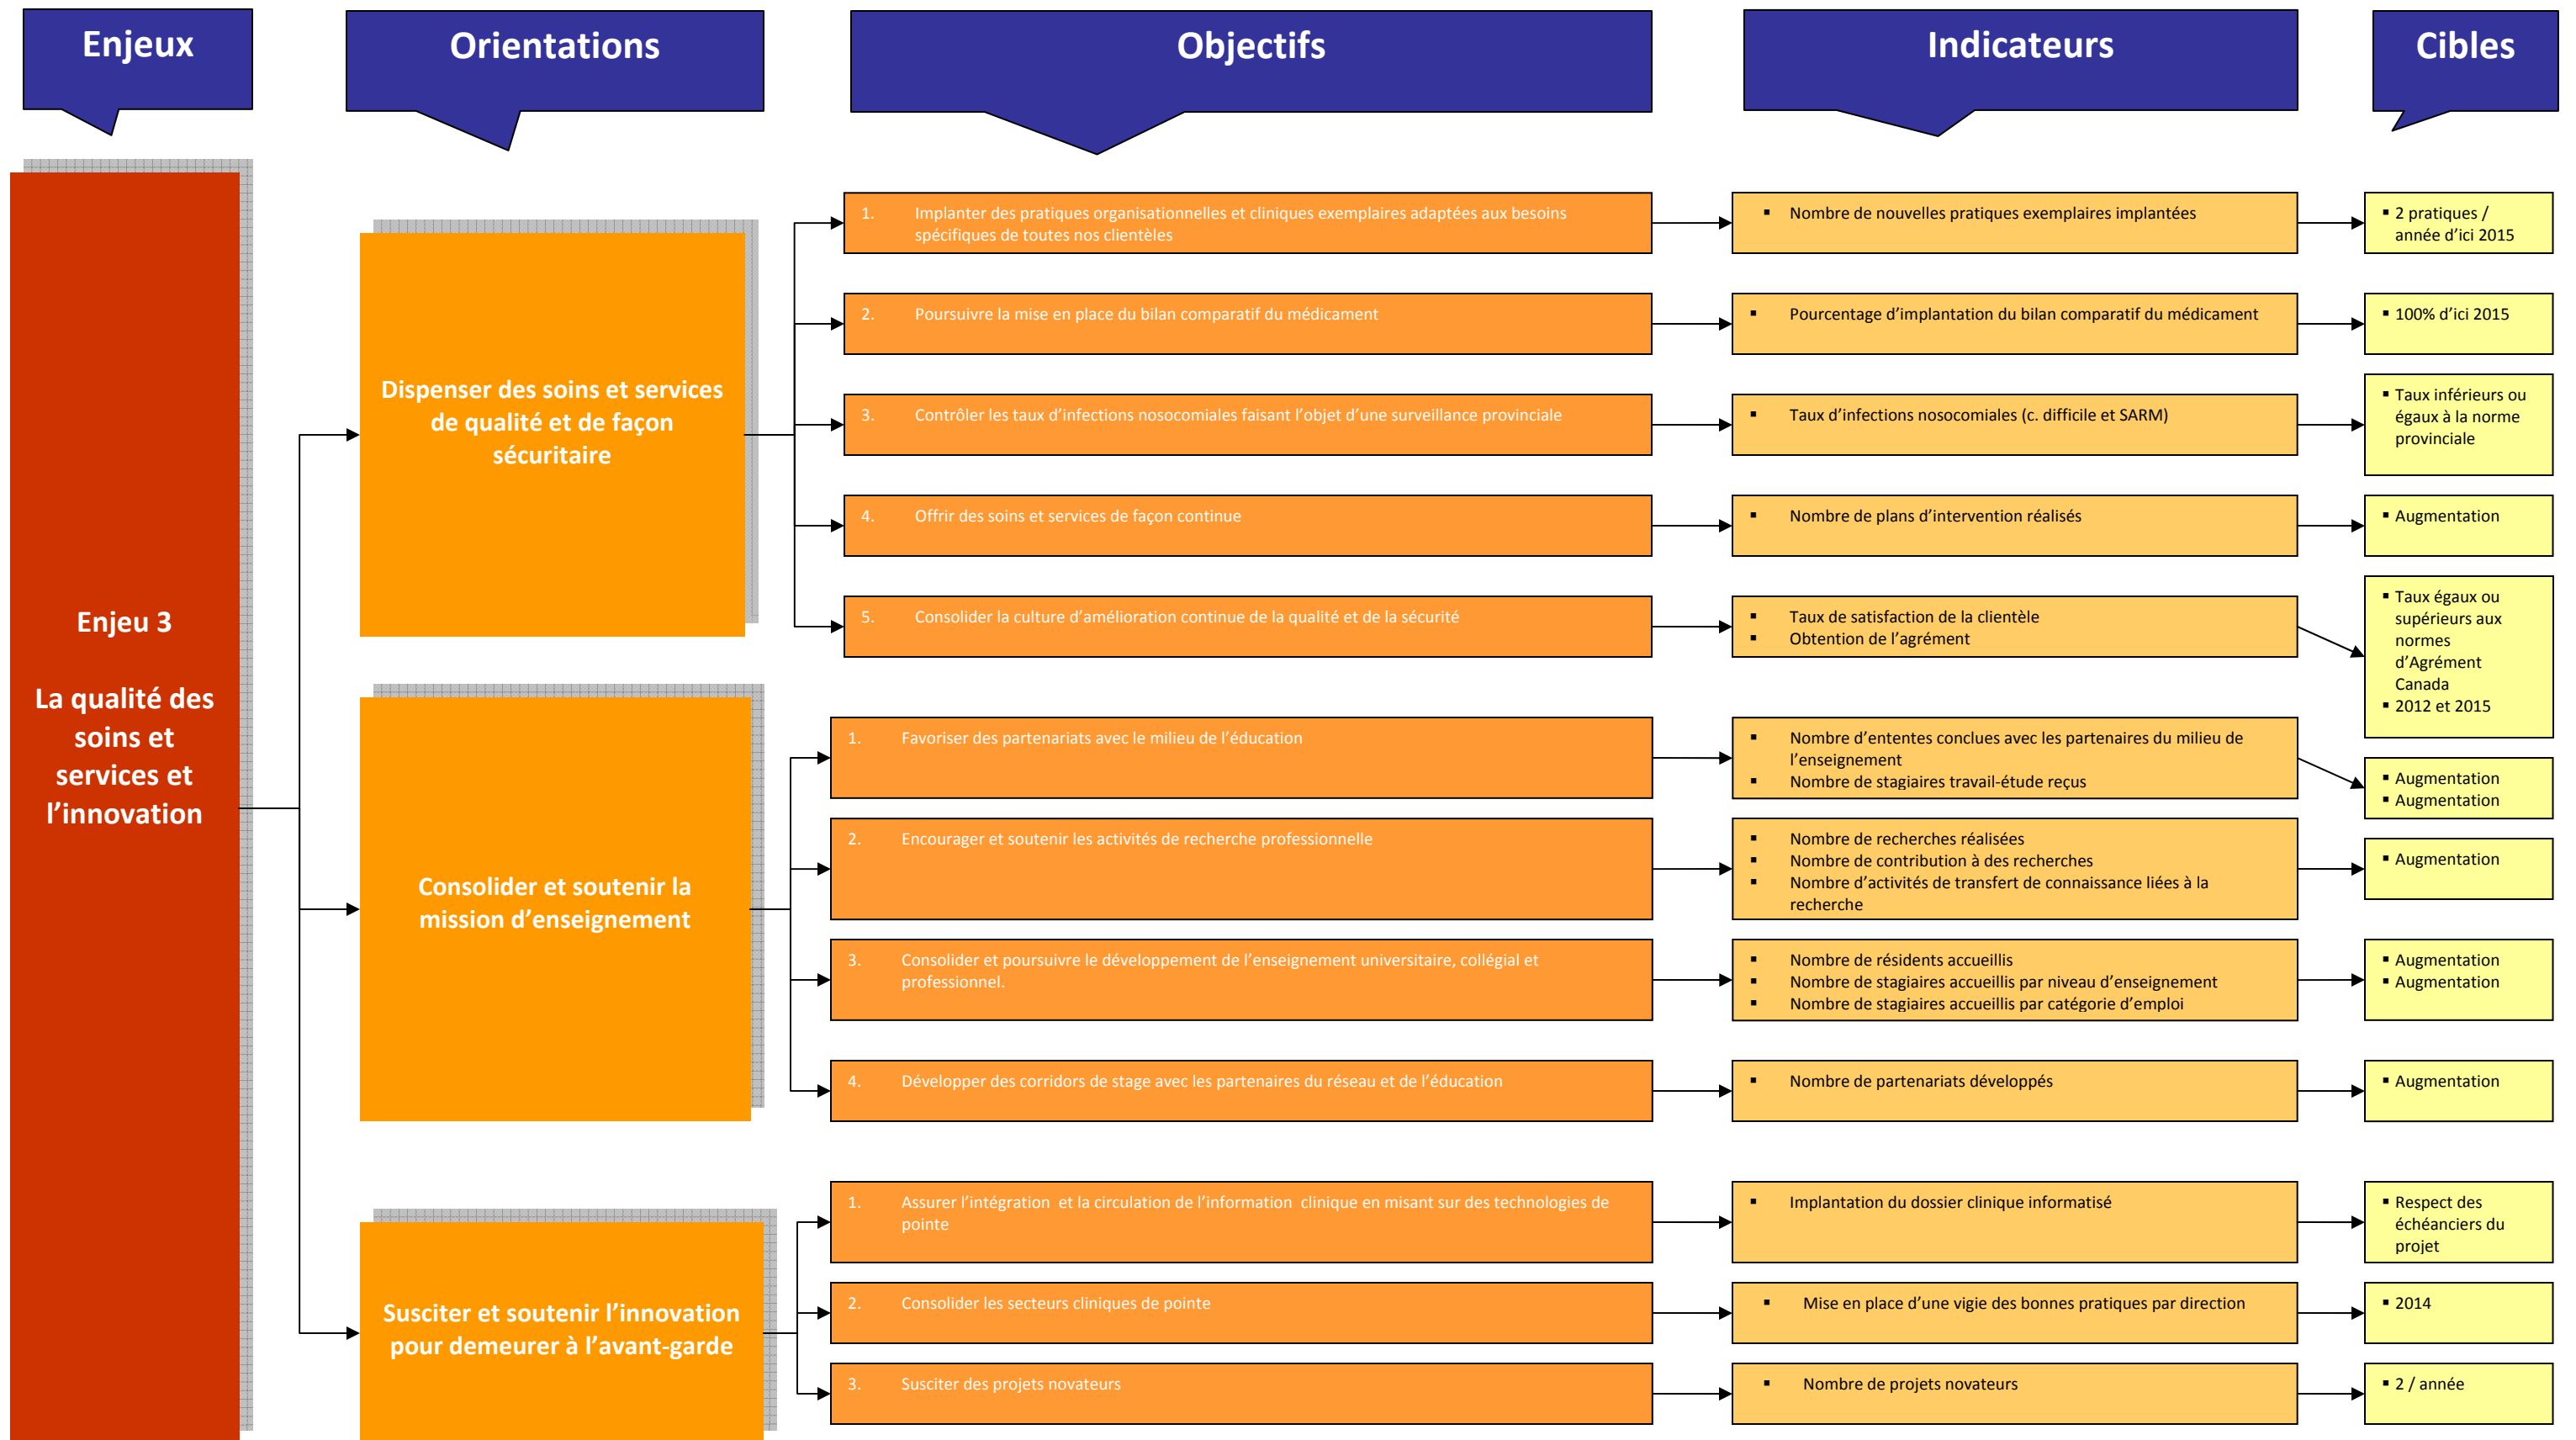 Enjeux
Orientations
Objectifs
Indicateurs
Cibles
Enjeu 3
La qualité des
soins et
services et
l’innovation
Dispenser des soins et services
de qualité et de façon
sécuritaire
1. Implanter des pratiques organisationnelles et cliniques exemplaires adaptées aux besoins
spécifiques de toutes nos clientèles
▪ Nombre de nouvelles pratiques exemplaires implantées
▪ 2 pratiques /
année d’ici 2015
2. Poursuivre la mise en place du bilan comparatif du médicament
▪ Pourcentage d’implantation du bilan comparatif du médicament
▪ 100% d’ici 2015
3. Contrôler les taux d’infections nosocomiales faisant l’objet d’une surveillance provinciale
▪ Taux d’infections nosocomiales (c. difficile et SARM)
▪ Taux inférieurs ou
égaux à la norme
provinciale
4. Offrir des soins et services de façon continue
▪ Nombre de plans d’intervention réalisés
▪ Augmentation
5. Consolider la culture d’amélioration continue de la qualité et de la sécurité
▪ Taux de satisfaction de la clientèle
▪ Obtention de l’agrément
▪ Taux égaux ou
supérieurs aux
normes
d’Agrément
Canada
▪ 2012 et 2015
Consolider et soutenir la
mission d’enseignement
1. Favoriser des partenariats avec le milieu de l’éducation
▪ Nombre d’ententes conclues avec les partenaires du milieu de
l’enseignement
▪ Nombre de stagiaires travail-étude reçus
▪ Augmentation
▪ Augmentation
2. Encourager et soutenir les activités de recherche professionnelle
▪ Nombre de recherches réalisées
▪ Nombre de contribution à des recherches
▪ Nombre d’activités de transfert de connaissance liées à la
recherche
▪ Augmentation
3. Consolider et poursuivre le développement de l’enseignement universitaire, collégial et
professionnel.
▪ Nombre de résidents accueillis
▪ Nombre de stagiaires accueillis par niveau d’enseignement
▪ Nombre de stagiaires accueillis par catégorie d’emploi
▪ Augmentation
▪ Augmentation
4. Développer des corridors de stage avec les partenaires du réseau et de l’éducation
▪ Nombre de partenariats développés
▪ Augmentation
Susciter et soutenir l’innovation
pour demeurer à l’avant-garde
1. Assurer l’intégration et la circulation de l’information clinique en misant sur des technologies de
pointe
▪ Implantation du dossier clinique informatisé
▪ Respect des
échéanciers du
projet
2. Consolider les secteurs cliniques de pointe
▪ Mise en place d’une vigie des bonnes pratiques par direction
▪ 2014
3. Susciter des projets novateurs
▪ Nombre de projets novateurs
▪ 2 / année